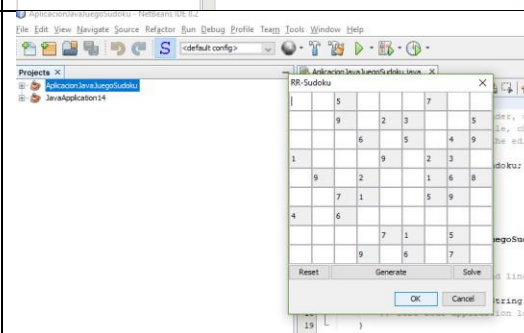 AplicacionJavaJuegoSudoku - NetBeans IDE 8.2
File Edit View Navigate Source Refactor Run Debug Profile Team Tools Window Help
<default config>
Projects
AplicacionJavaJuegoSudoku
JavaApplication14
AplicacionJavaJuegoSudoku.java
RR-Sudoku
5 7
9 2 3 5
6 5 4 9
1 9 2 3
9 2 1 6 8
7 1 5 9
4 6
7 1 5
9 6 7
Reset Generate Solve
OK Cancel
19 }